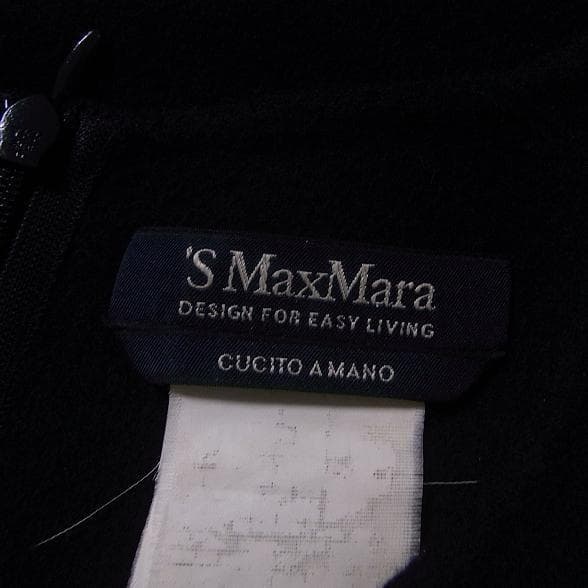 'S MaxMara
DESIGN FOR EASY LIVING
CUCITO A MANO